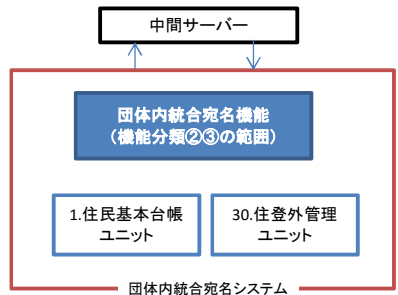 中間サーバー
団体内統合宛名機能
（機能分類②③の範囲）
1.住民基本台帳
ユニット
30.住登外管理
ユニット
団体内統合宛名システム